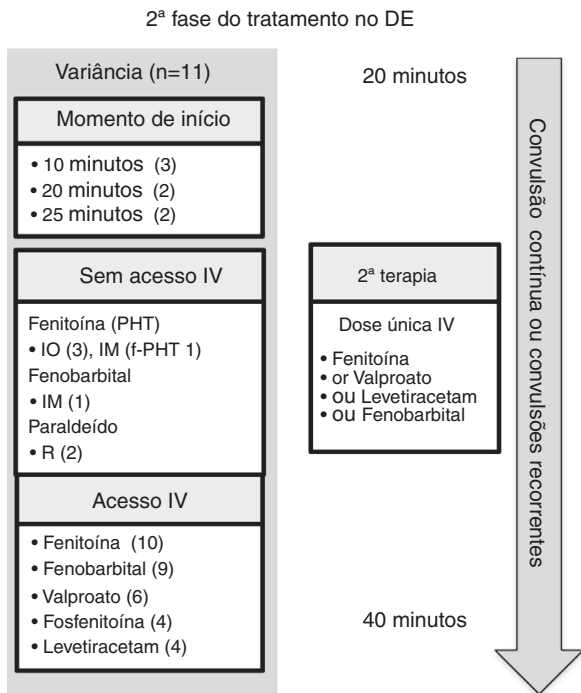 2ª fase do tratamento no DE
Variância (n=11)
Momento de início
• 10 minutos (3)
• 20 minutos (2)
• 25 minutos (2)
Sem acesso IV
Fenitoína (PHT)
• IO (3), IM (f-PHT 1)
Fenobarbital
• IM (1)
Paraldeído
• R (2)
Acesso IV
• Fenitoína (10)
• Fenobarbital (9)
• Valproato (6)
• Fosfenitoína (4)
• Levetiracetam (4)
20 minutos
2ª terapia
Dose única IV
• Fenitoína
• or Valproato
• ou Levetiracetam
• ou Fenobarbital
40 minutos
Convulsão contínua ou convulsões recorrentes